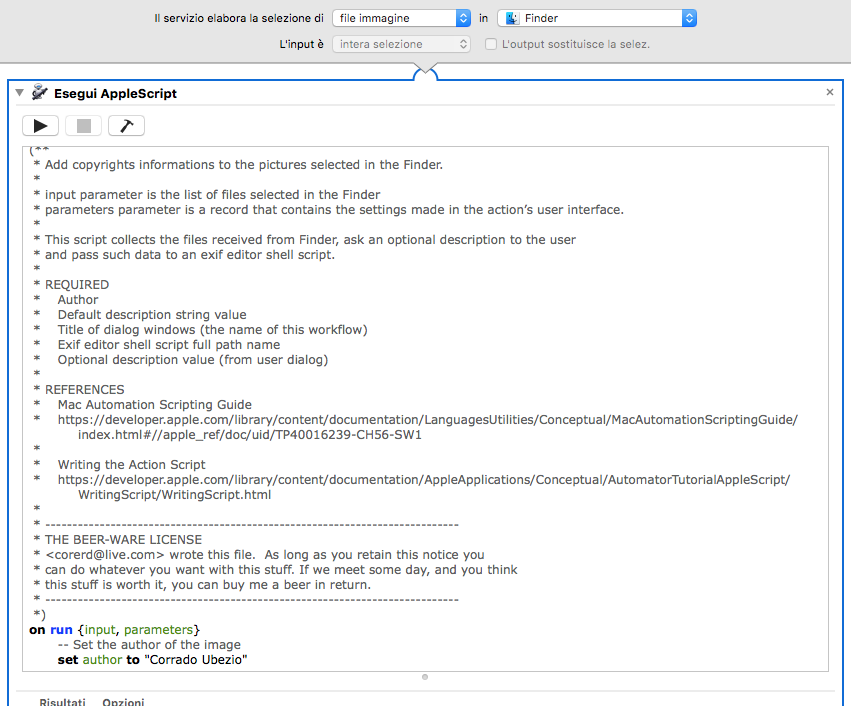 Il servizio elabora la selezione di file immagine in Finder
L'input è intera selezione L'output sostituisce la selez.
Esegui AppleScript
(**
* Add copyrights informations to the pictures selected in the Finder.
*
* input parameter is the list of files selected in the Finder
* parameters parameter is a record that contains the settings made in the action’s user interface.
*
* This script collects the files received from Finder, ask an optional description to the user
* and pass such data to an exif editor shell script.
*
* REQUIRED
* Author
* Default description string value
* Title of dialog windows (the name of this workflow)
* Exif editor shell script full path name
* Optional description value (from user dialog)
*
* REFERENCES
* Mac Automation Scripting Guide
* https://developer.apple.com/library/content/documentation/LanguagesUtilities/Conceptual/MacAutomationScriptingGuide/
index.html#//apple_ref/doc/uid/TP40016239-CH56-SW1
*
* Writing the Action Script
* https://developer.apple.com/library/content/documentation/AppleApplications/Conceptual/AutomatorTutorialAppleScript/
WritingScript/WritingScript.html
*
* ----------------------------------------------------------------------------
* THE BEER-WARE LICENSE
* <corerd@live.com> wrote this file.  As long as you retain this notice you
* can do whatever you want with this stuff. If we meet some day, and you think
* this stuff is worth it, you can buy me a beer in return.
* ----------------------------------------------------------------------------
*)
on run {input, parameters}
-- Set the author of the image
set author to "Corrado Ubezio"
Risultati Opzioni